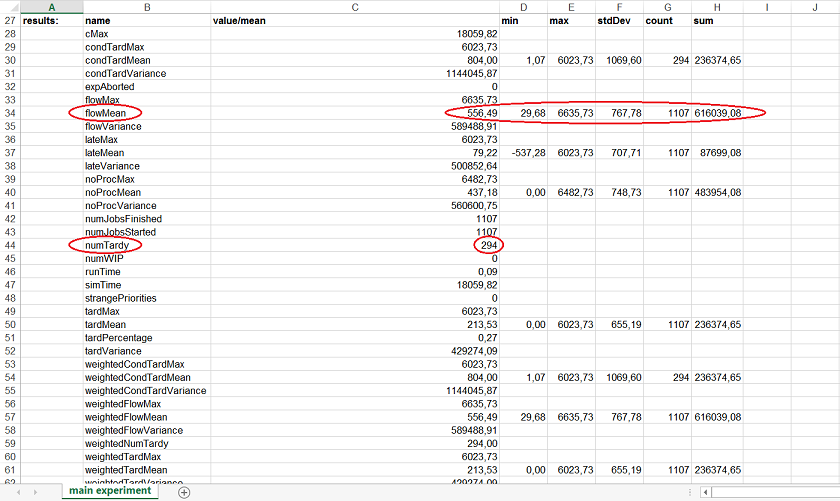 A B C D E F G H I J
27 results: name value/mean min max stdDev count sum
28 cMax 18059,82
29 condTardMax 6023,73
30 condTardMean 804,00 1,07 6023,73 1069,60 294 236374,65
31 condTardVariance 1144045,87
32 expAborted 0
33 flowMax 6635,73
34 flowMean 556,49 29,68 6635,73 767,78 1107 616039,08
35 flowVariance 589488,91
36 lateMax 6023,73
37 lateMean 79,22 -537,28 6023,73 707,71 1107 87699,08
38 lateVariance 500852,64
39 noProcMax 6482,73
40 noProcMean 437,18 0,00 6482,73 748,73 1107 483954,08
41 noProcVariance 560600,75
42 numJobsFinished 1107
43 numJobsStarted 1107
44 numTardy 294
45 numWIP 0
46 runTime 0,09
47 simTime 18059,82
48 strangePriorities 0
49 tardMax 6023,73
50 tardMean 213,53 0,00 6023,73 655,19 1107 236374,65
51 tardPercentage 0,27
52 tardVariance 429274,09
53 weightedCondTardMax 6023,73
54 weightedCondTardMean 804,00 1,07 6023,73 1069,60 294 236374,65
55 weightedCondTardVariance 1144045,87
56 weightedFlowMax 6635,73
57 weightedFlowMean 556,49 29,68 6635,73 767,78 1107 616039,08
58 weightedFlowVariance 589488,91
59 weightedNumTardy 294,00
60 weightedTardMax 6023,73
61 weightedTardMean 213,53 0,00 6023,73 655,19 1107 236374,65
62 weightedTardVariance 429274,09
main experiment